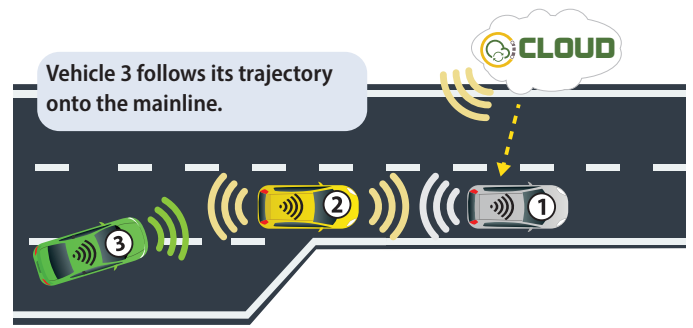 CLOUD
Vehicle 3 follows its trajectory
onto the mainline.
2
1
3